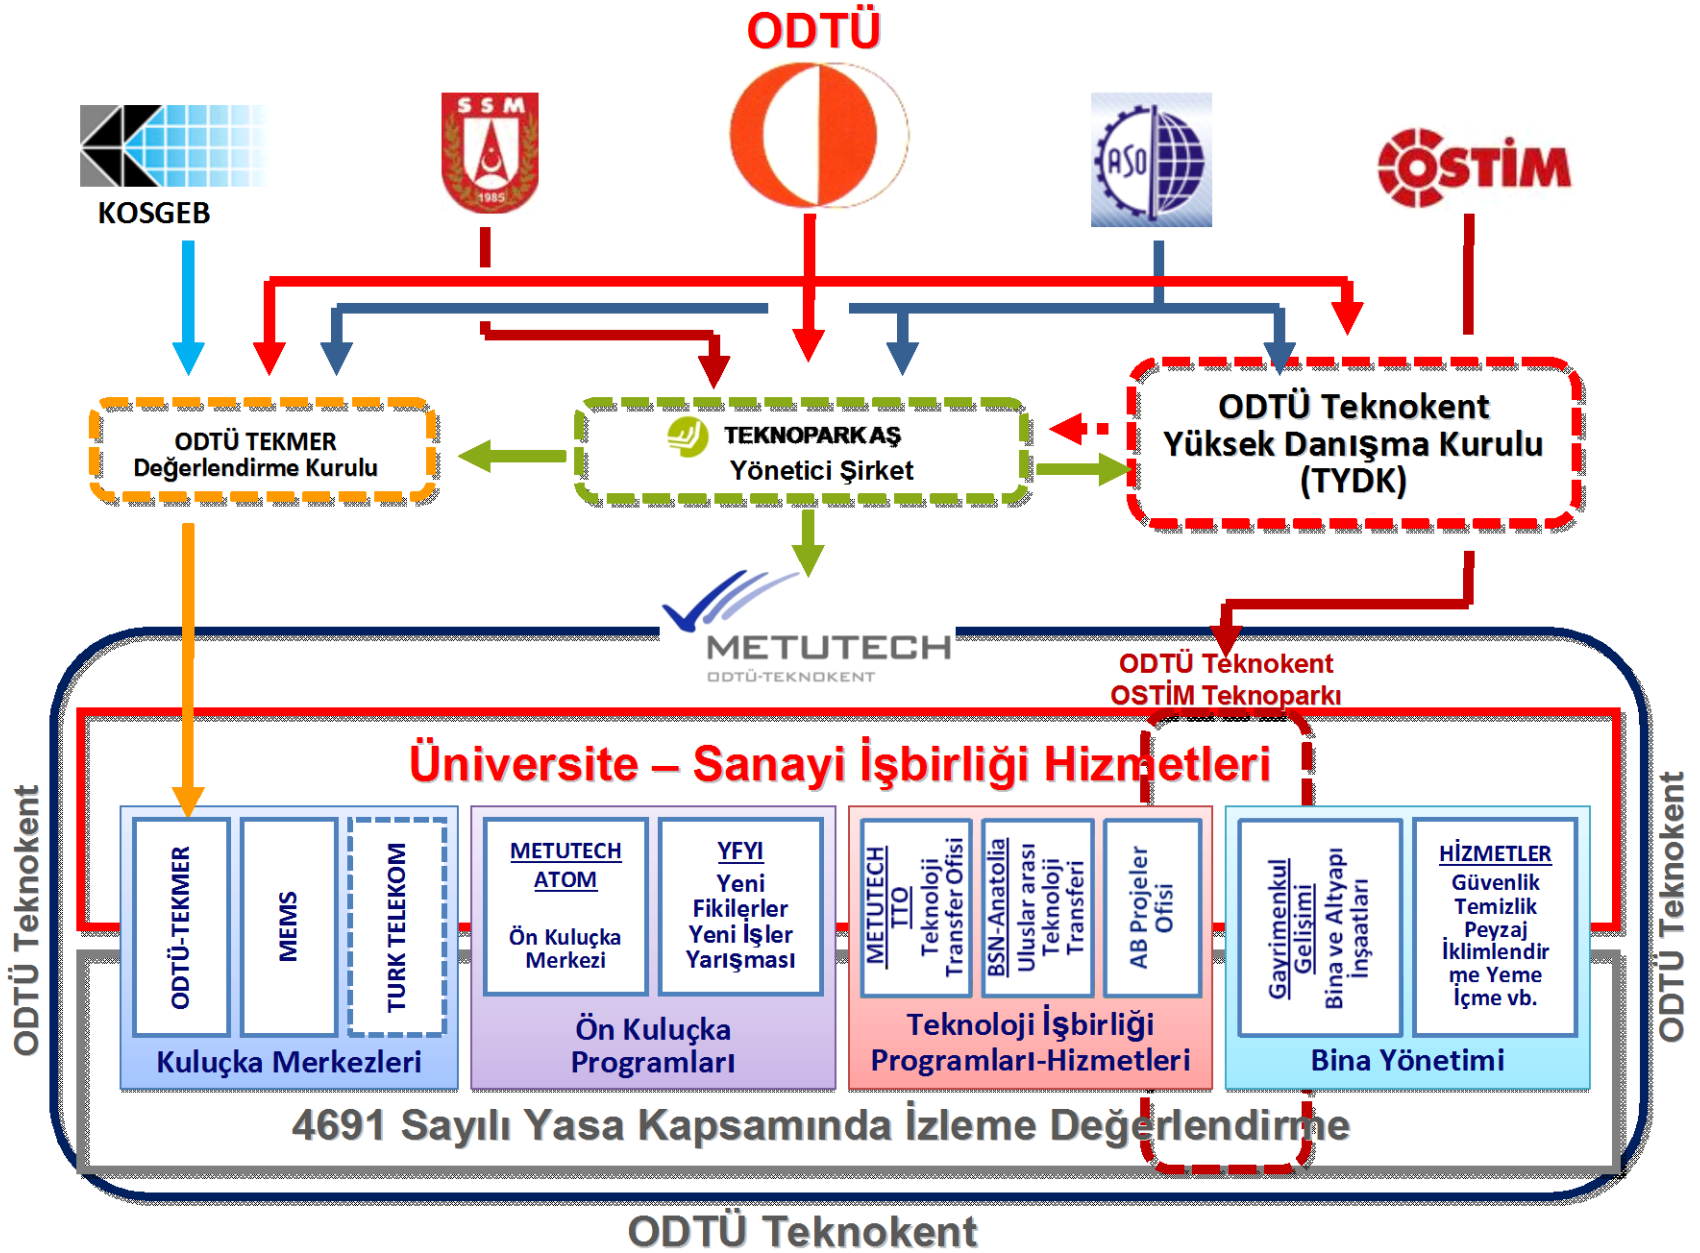 ODTÜ
KOSGEB
SSM
1985
ASO
OSTİM
ODTÜ TEKMER
Değerlendirme Kurulu
TEKNOPARK AŞ
Yönetici Şirket
ODTÜ Teknokent
Yüksek Danışma Kurulu
(TYDK)
METUTECH
ODTÜ-TEKNOKENT
ODTÜ Teknokent
OSTİM Teknoparkı
Üniversite – Sanayi İşbirliği Hizmetleri
ODTÜ-TEKMER
MEMS
TURK TELEKOM
Kuluçka Merkezleri
METUTECH
ATOM
Ön Kuluçka
Merkezi
YFYI
Yeni
Fikilerler
Yeni İşler
Yarışması
Ön Kuluçka
Programları
METUTECH
TTO
Teknoloji
Transfer Ofisi
BSN-Anatolia
Uluslar arası
Teknoloji
Transferi
AB Projeler
Ofisi
Teknoloji İşbirliği
Programları-Hizmetleri
Gayrimenkul
Gelişimi
Bina ve Altyapı
İnşaatları
HİZMETLER
Güvenlik
Temizlik
Peyzaj
İklimlendir
me Yeme
İçme vb.
Bina Yönetimi
4691 Sayılı Yasa Kapsamında İzleme Değerlendirme
ODTÜ Teknokent
ODTÜ Teknokent
ODTÜ Teknokent